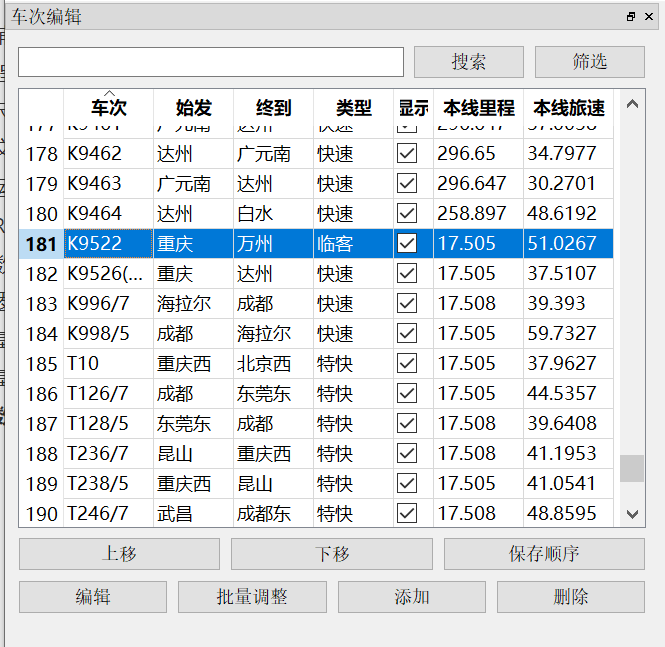 车次编辑
搜索 筛选
车次 始发 终到 类型 显示 本线里程 本线旅速
178 K9462 达州 广元南 快速 296.65 34.7977
179 K9463 广元南 达州 快速 296.647 30.2701
180 K9464 达州 白水 快速 258.897 48.6192
181 K9522 重庆 万州 临客 17.505 51.0267
182 K9526(... 重庆 达州 快速 17.505 37.5107
183 K996/7 海拉尔 成都 快速 17.508 39.393
184 K998/5 成都 海拉尔 快速 17.505 59.7327
185 T10 重庆西 北京西 特快 17.505 37.9627
186 T126/7 成都 东莞东 特快 17.505 44.5357
187 T128/5 东莞东 成都 特快 17.508 39.6408
188 T236/7 昆山 重庆西 特快 17.508 41.1953
189 T238/5 重庆西 昆山 特快 17.505 41.0541
190 T246/7 武昌 成都东 特快 17.508 48.8595
上移 下移 保存顺序
编辑 批量调整 添加 删除